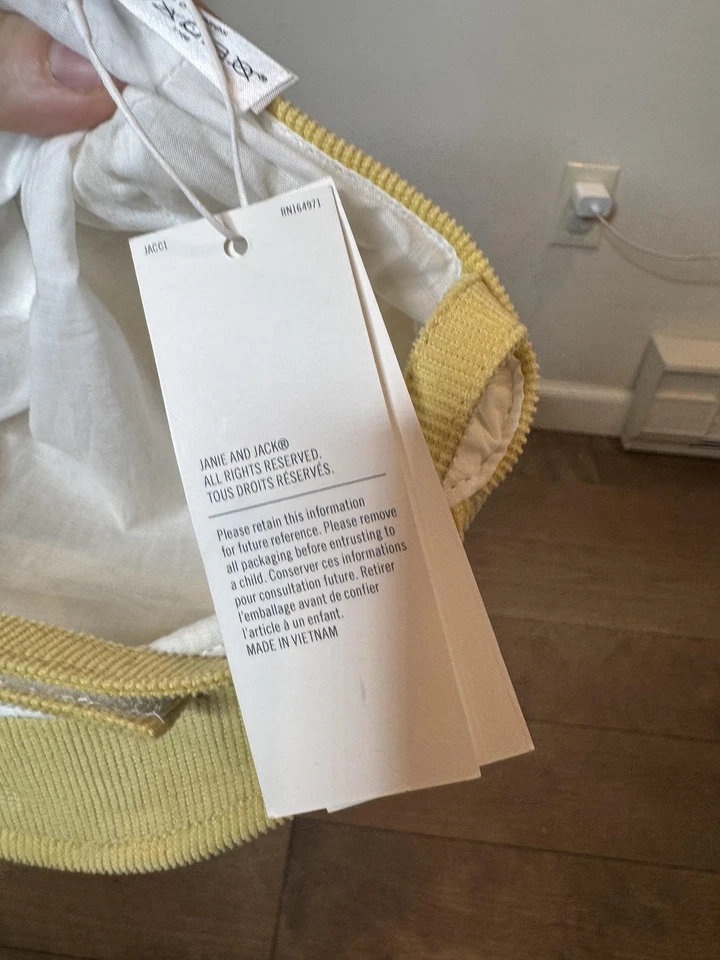 JACC1
RN164971
JANIE AND JACK®
ALL RIGHTS RESERVED.
TOUS DROITS RÉSERVÉS.
Please retain this information
for future reference. Please remove
all packaging before entrusting to
a child. Conserver ces informations
pour consultation future. Retirer
l'emballage avant de confier
l'article à un enfant.
MADE IN VIETNAM